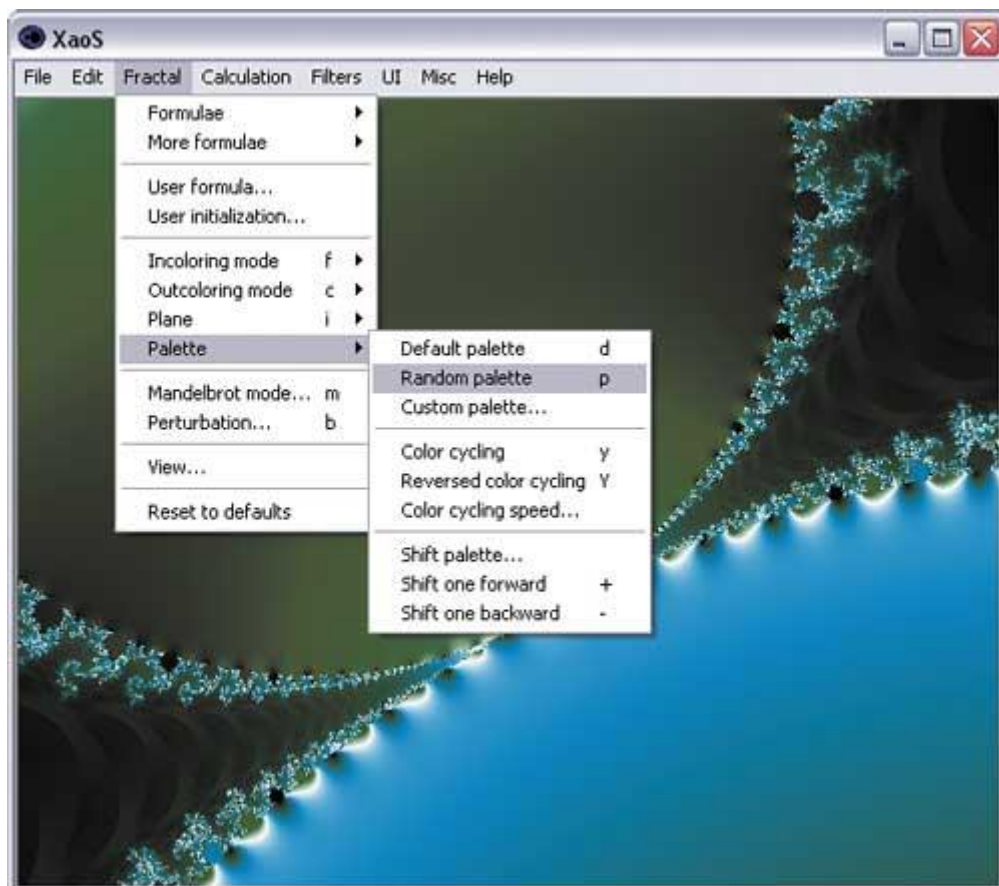 XaoS
File Edit Fractal Calculation Filters UI Misc Help
Formulae
More formulae
User formula...
User initialization...
Incoloring mode f
Outcoloring mode c
Plane i
Palette
Mandelbrot mode... m
Perturbation... b
View...
Reset to defaults
Default palette d
Random palette p
Custom palette...
Color cycling y
Reversed color cycling Y
Color cycling speed...
Shift palette...
Shift one forward +
Shift one backward -